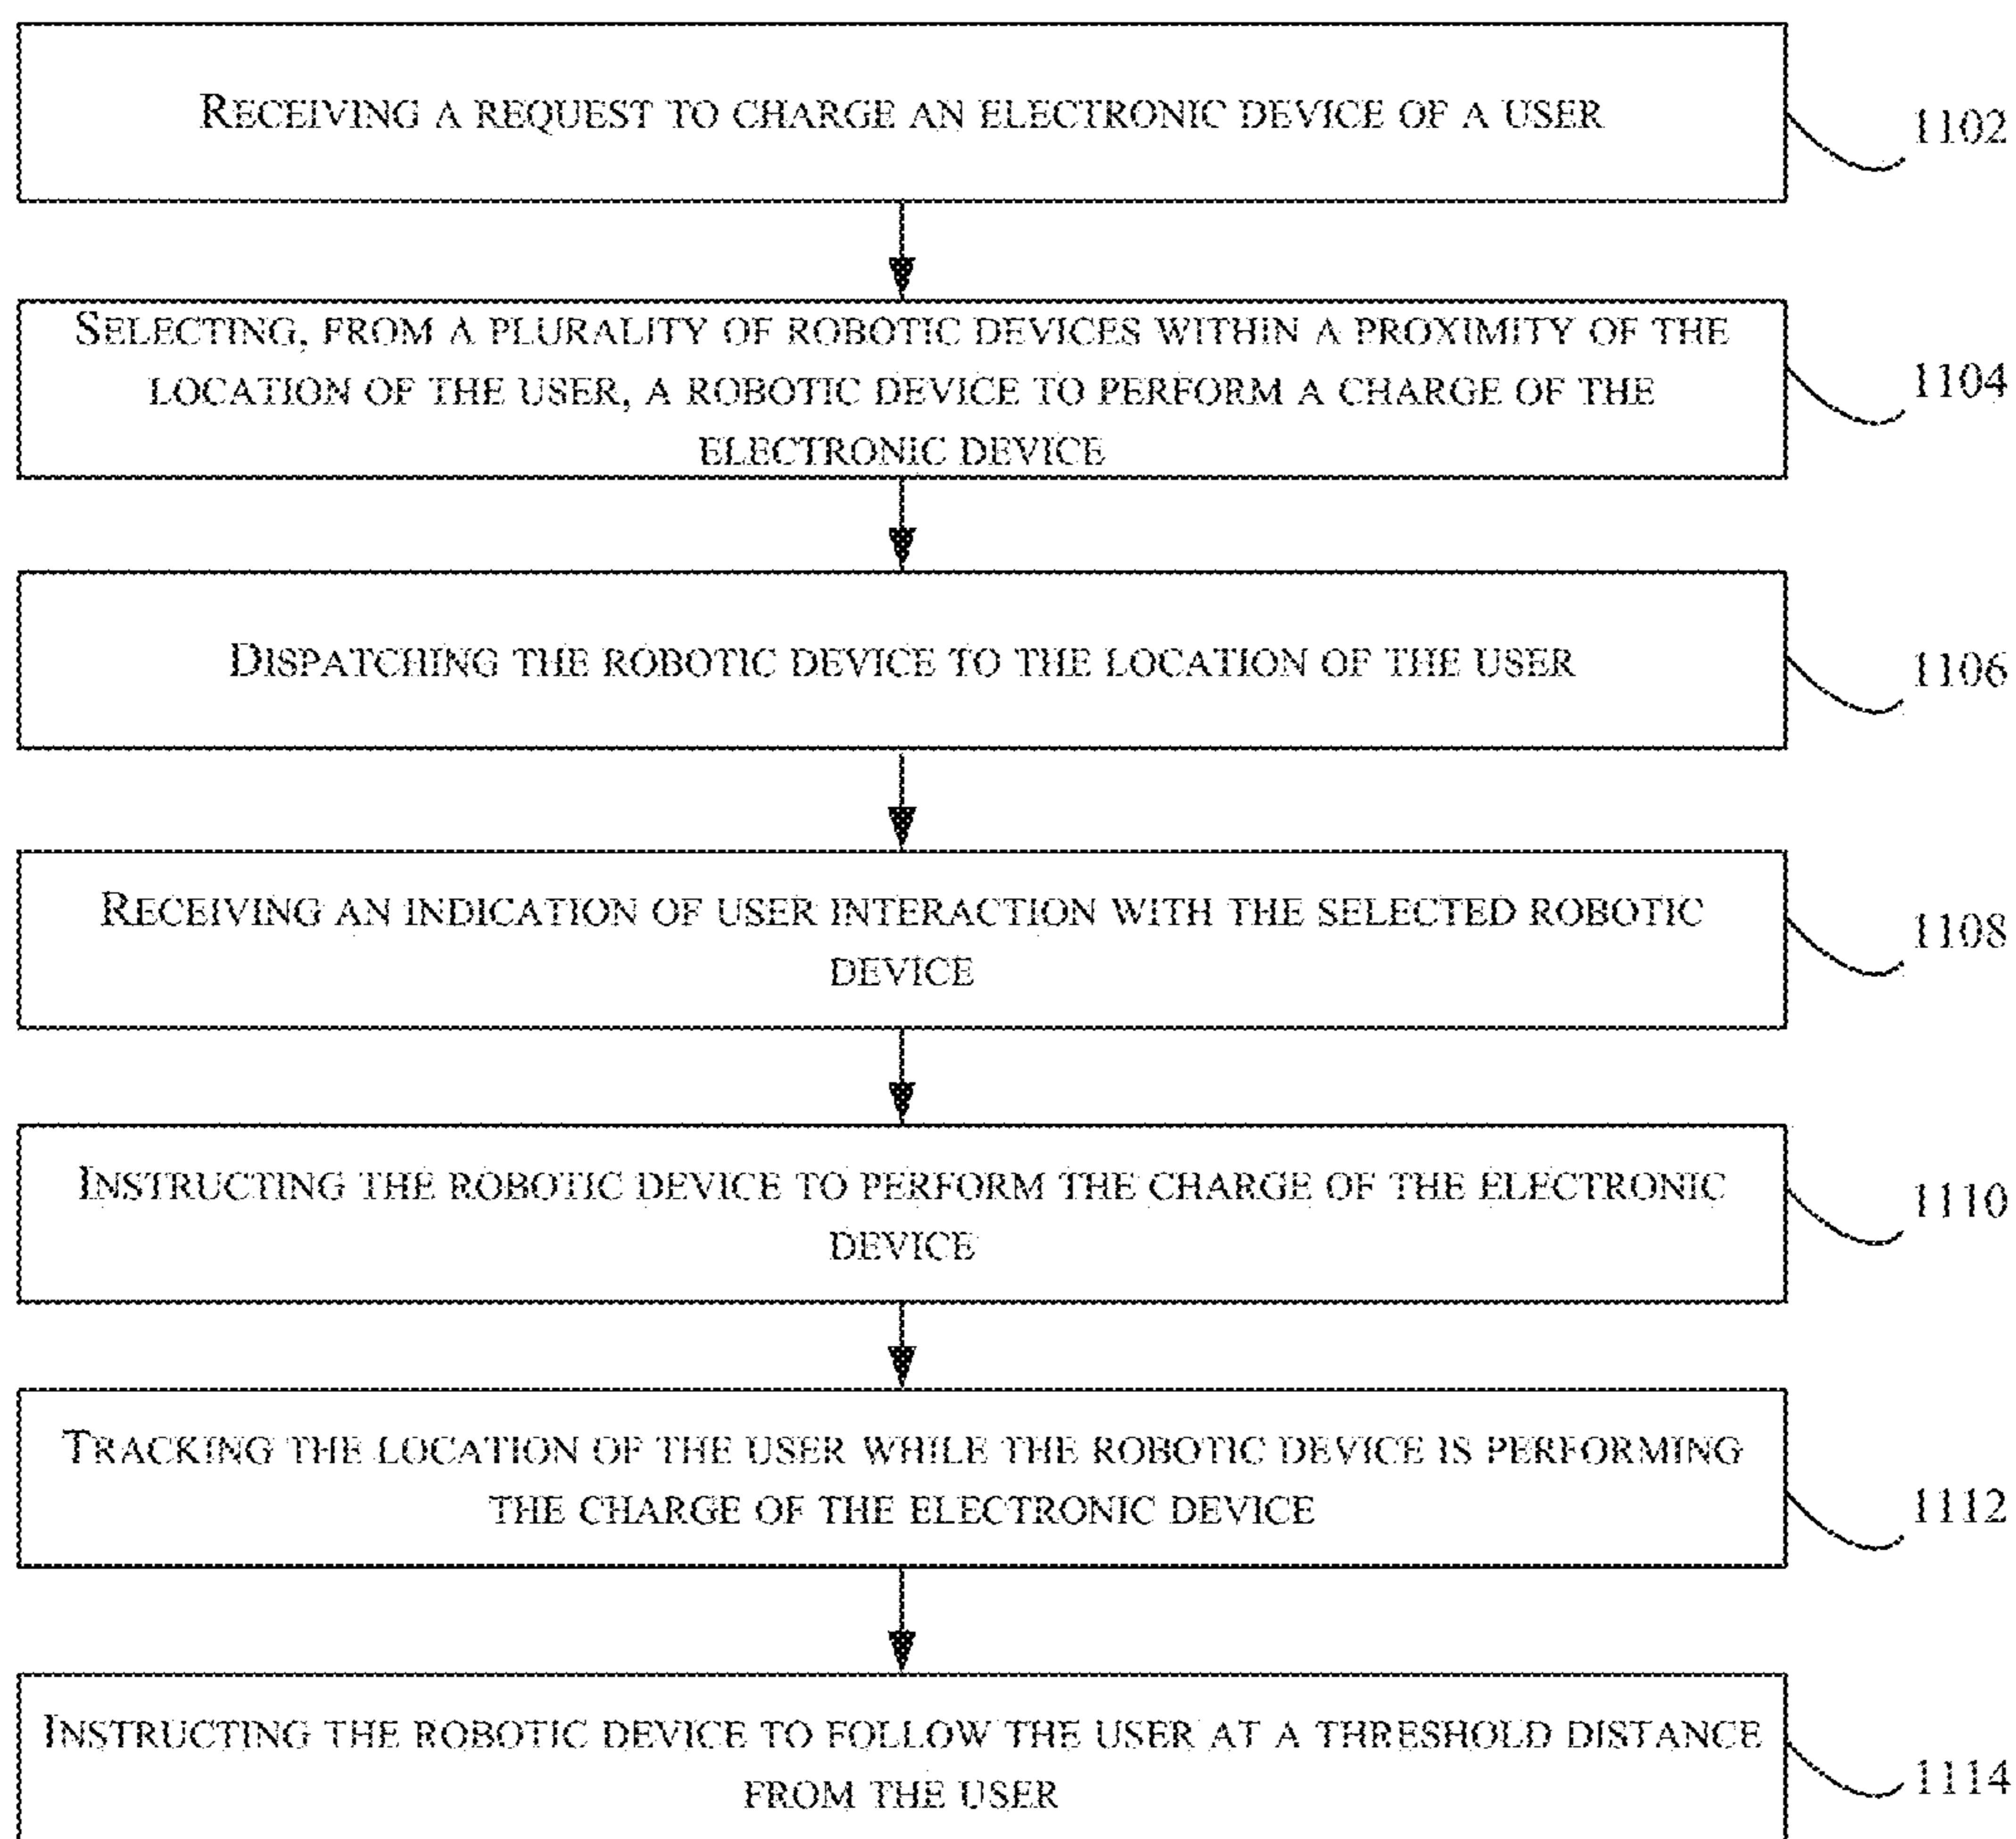 RECEIVING A REQUEST TO CHARGE AN ELECTRONIC DEVICE OF A USER
1102
SELECTING, FROM A PLURALITY OF ROBOTIC DEVICES WITHIN A PROXIMITY OF THE
LOCATION OF THE USER, A ROBOTIC DEVICE TO PERFORM A CHARGE OF THE
ELECTRONIC DEVICE
1104
DISPATCHING THE ROBOTIC DEVICE TO THE LOCATION OF THE USER
1106
RECEIVING AN INDICATION OF USER INTERACTION WITH THE SELECTED ROBOTIC
DEVICE
1108
INSTRUCTING THE ROBOTIC DEVICE TO PERFORM THE CHARGE OF THE ELECTRONIC
DEVICE
1110
TRACKING THE LOCATION OF THE USER WHILE THE ROBOTIC DEVICE IS PERFORMING
THE CHARGE OF THE ELECTRONIC DEVICE
1112
INSTRUCTING THE ROBOTIC DEVICE TO FOLLOW THE USER AT A THRESHOLD DISTANCE
FROM THE USER
1114